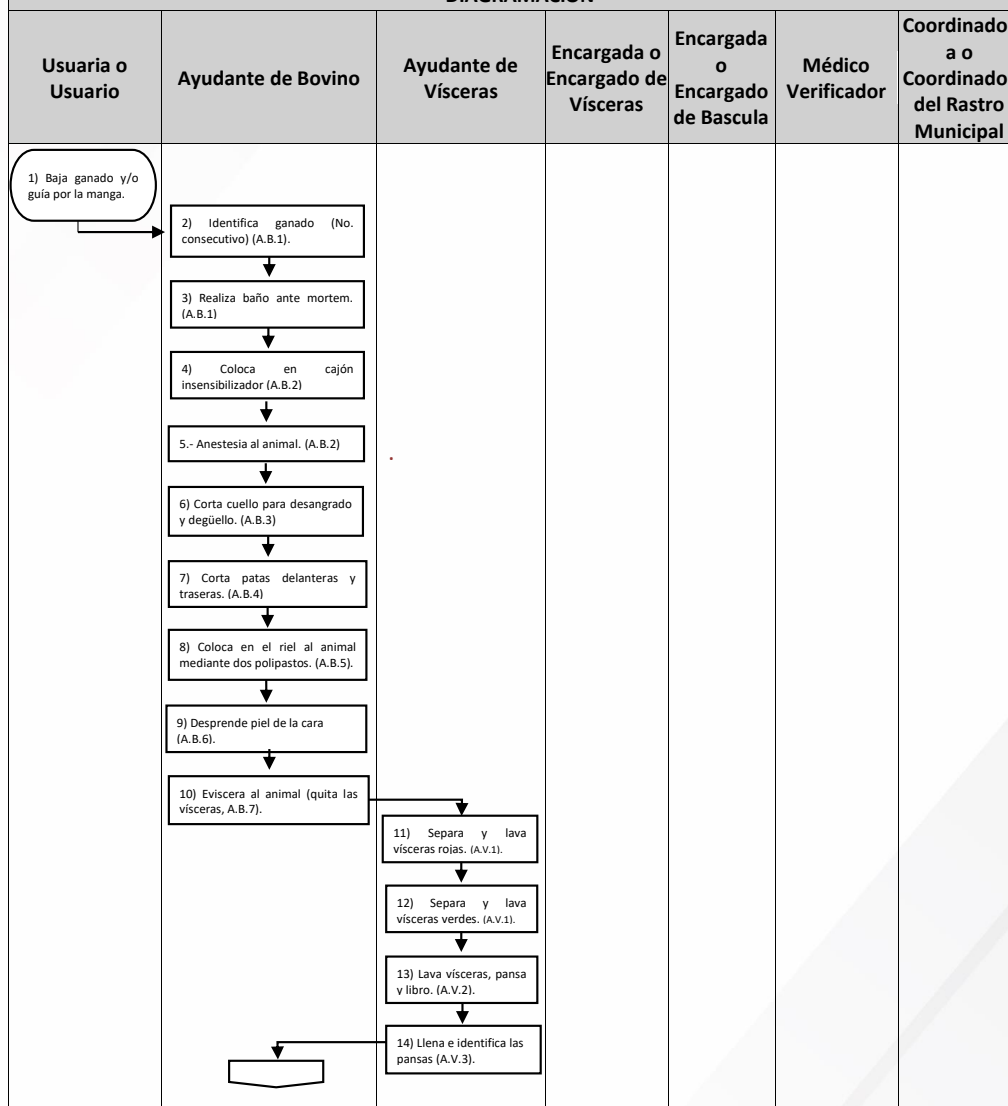 DIAGRAMACIÓN
Usuaria o
Usuario
Ayudante de Bovino
Ayudante de
Vísceras
Encargada o
Encargado de
Vísceras
Encargada
o
Encargado
de Bascula
Médico
Verificador
Coordinado
a o
Coordinado
del Rastro
Municipal
1) Baja ganado y/o
guía por la manga.
2) Identifica ganado (No.
consecutivo) (A.B.1).
3) Realiza baño ante mortem.
(A.B.1)
4) Coloca en cajón
insensibilizador (A.B.2)
5.- Anestesia al animal. (A.B.2)
6) Corta cuello para desangrado
y degüello. (A.B.3)
7) Corta patas delanteras y
traseras. (A.B.4)
8) Coloca en el riel al animal
mediante dos polipastos. (A.B.5).
9) Desprende piel de la cara
(A.B.6).
10) Eviscera al animal (quita las
vísceras, A.B.7).
11) Separa y lava
vísceras rojas. (A.V.1).
12) Separa y lava
vísceras verdes. (A.V.1).
13) Lava vísceras, pansa
y libro. (A.V.2).
14) Llena e identifica las
pansas (A.V.3).